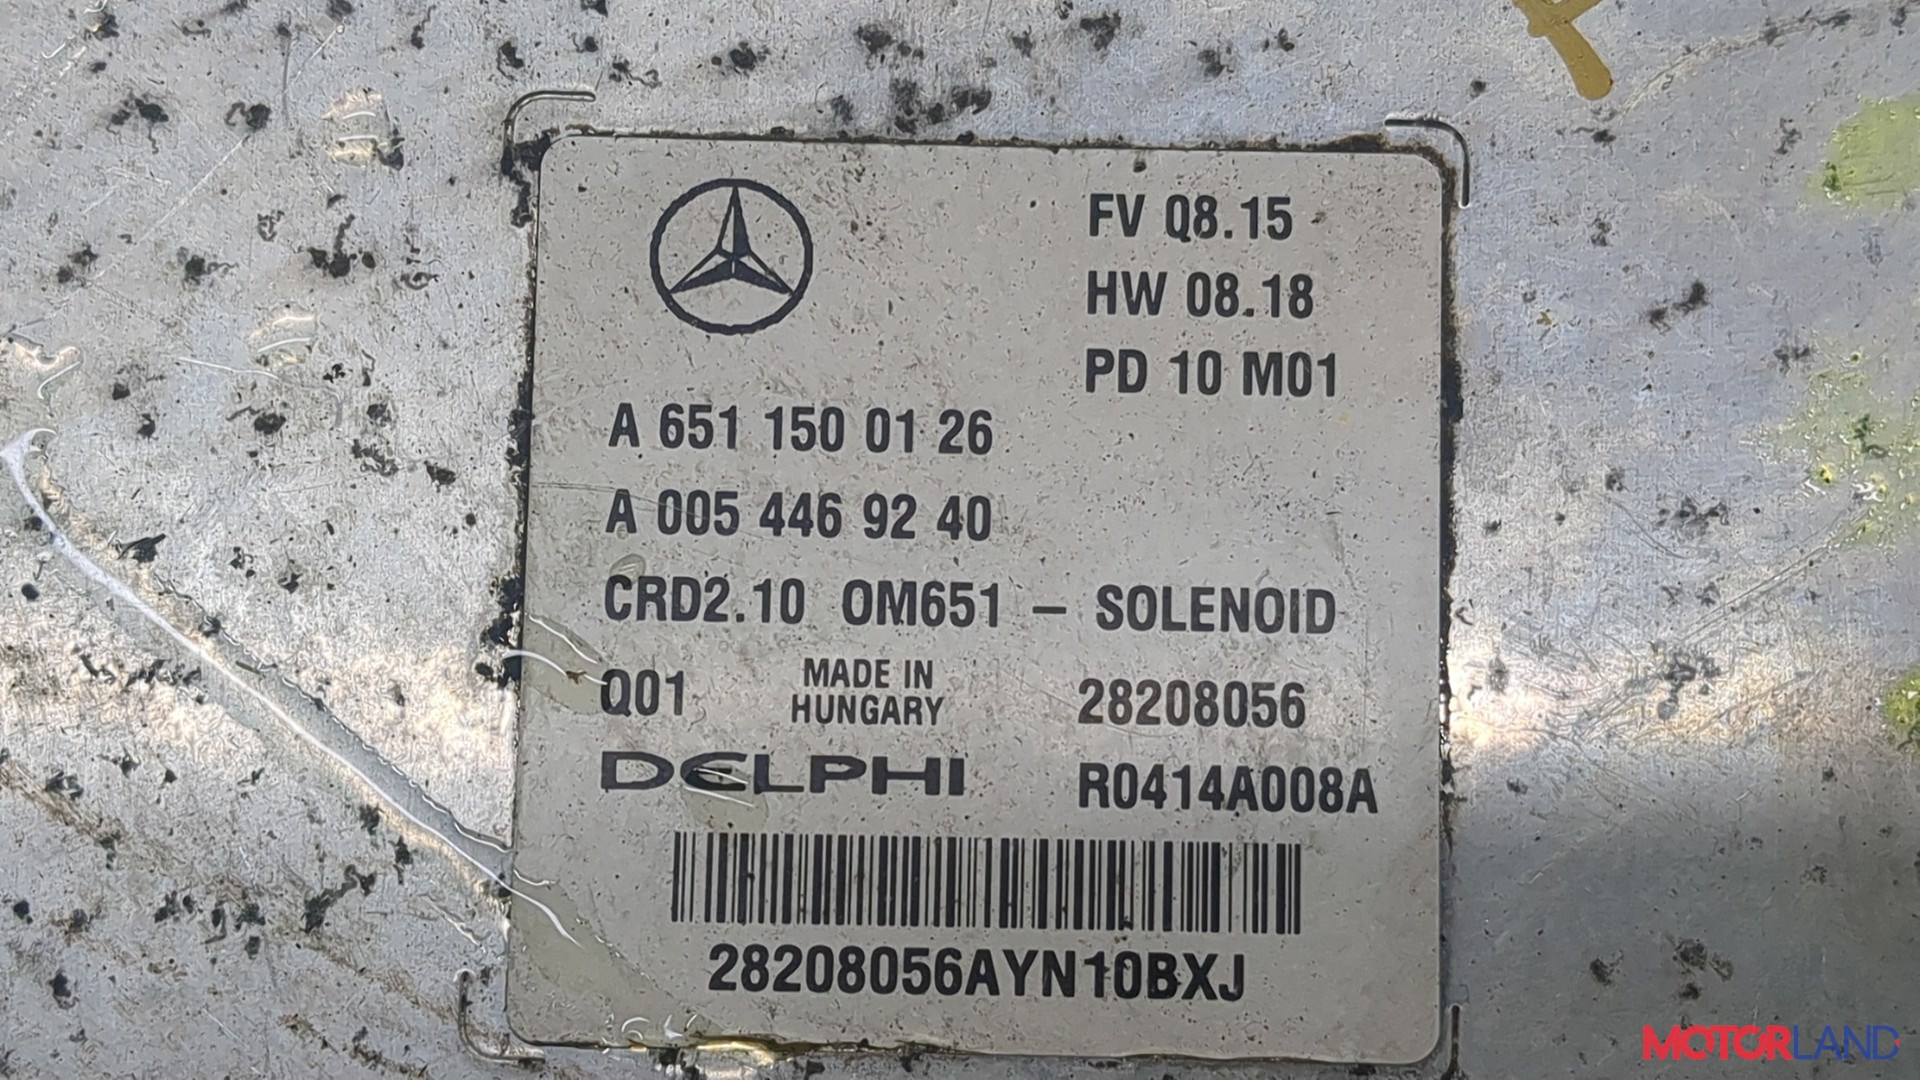 FV Q8.15
HW 08.18
PD 10 M01
A 651 150 01 26
A 005 446 92 40
CRD2.10 OM651 – SOLENOID
Q01 MADE IN HUNGARY 28208056
DELPHI R0414A008A
28208056AYN10BXJ
MOTORLAND